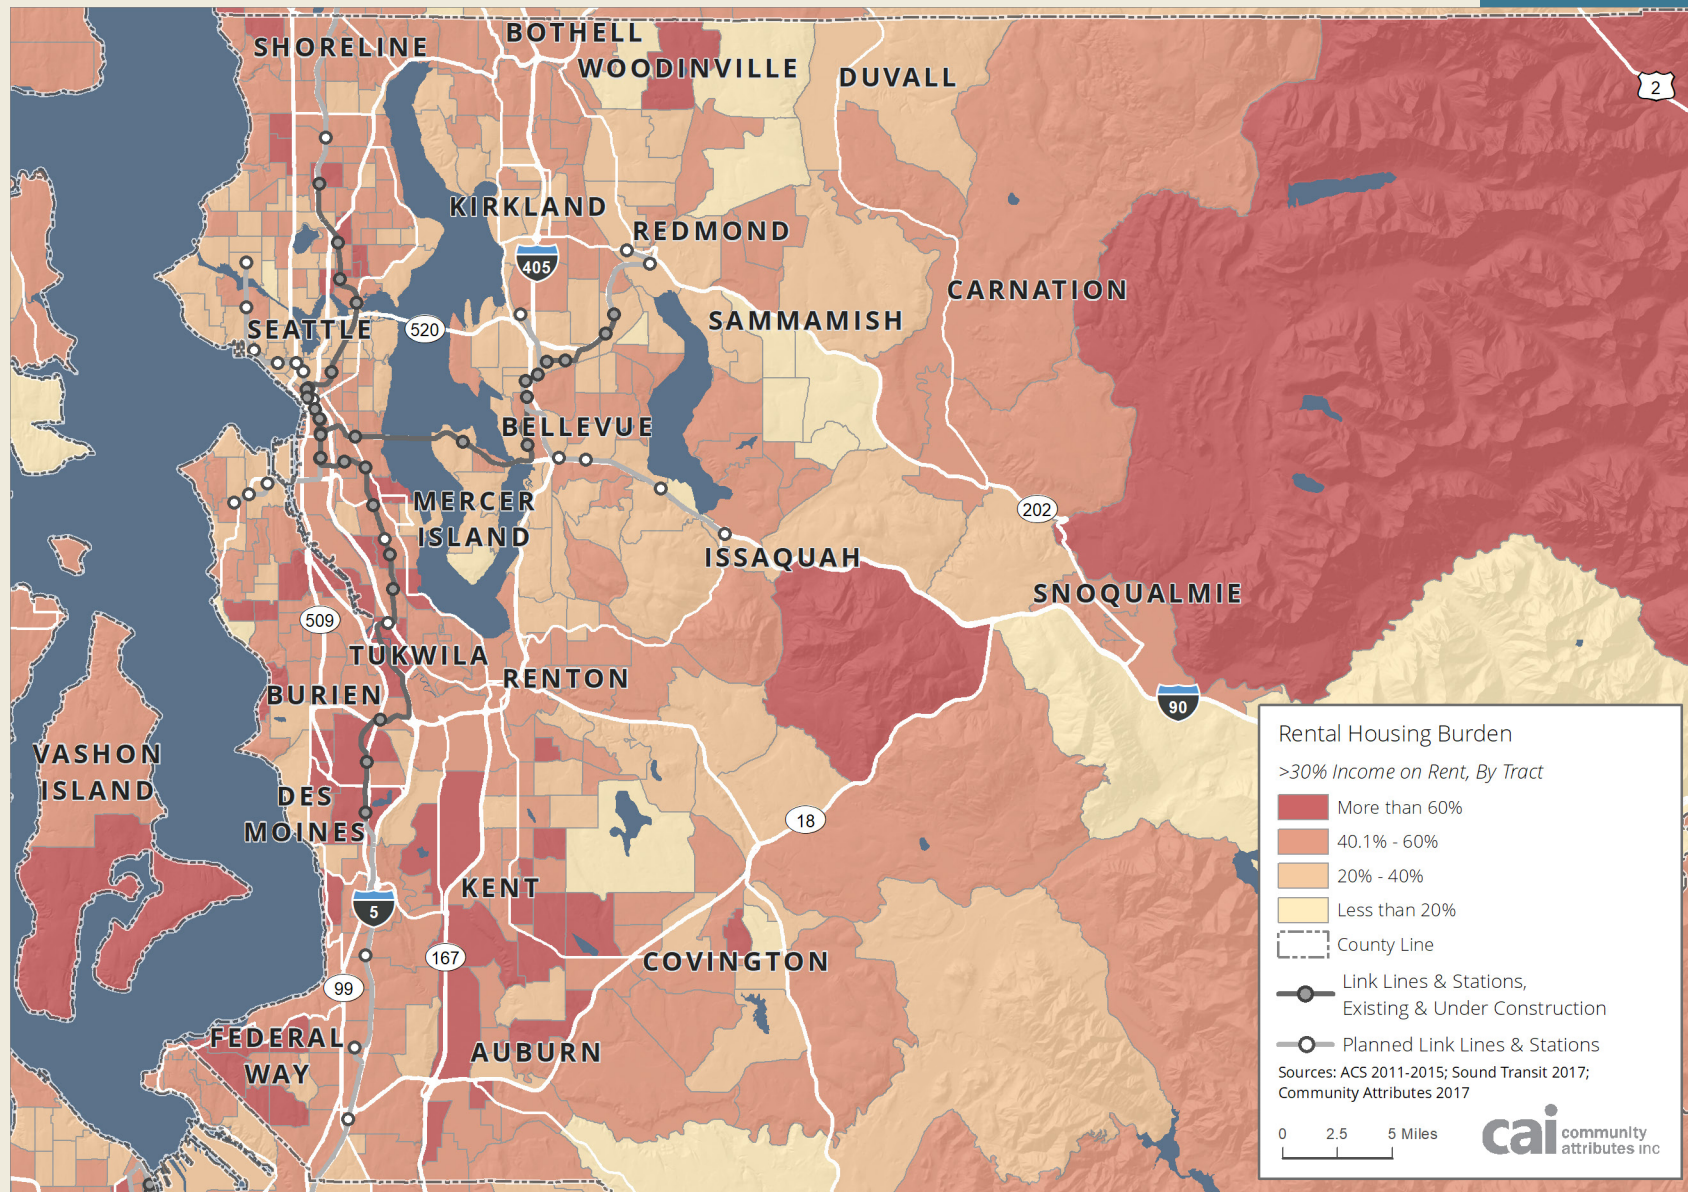 SHORELINE
BOTHELL
WOODINVILLE
DUVALL
2
KIRKLAND
REDMOND
405
CARNATION
SEATTLE
520
SAMMAMISH
BELLEVUE
MERCER
ISLAND
202
ISSAQUAH
SNOQUALMIE
509
TUKWILA
RENTON
BURIEN
90
VASHON
ISLAND
DES
MOINES
18
KENT
5
167
COVINGTON
99
FEDERAL
WAY
AUBURN
Rental Housing Burden
>30% Income on Rent, By Tract
More than 60%
40.1% - 60%
20% - 40%
Less than 20%
County Line
Link Lines & Stations,
Existing & Under Construction
Planned Link Lines & Stations
Sources: ACS 2011-2015; Sound Transit 2017;
Community Attributes 2017
0 2.5 5 Miles
cai community
attributes inc